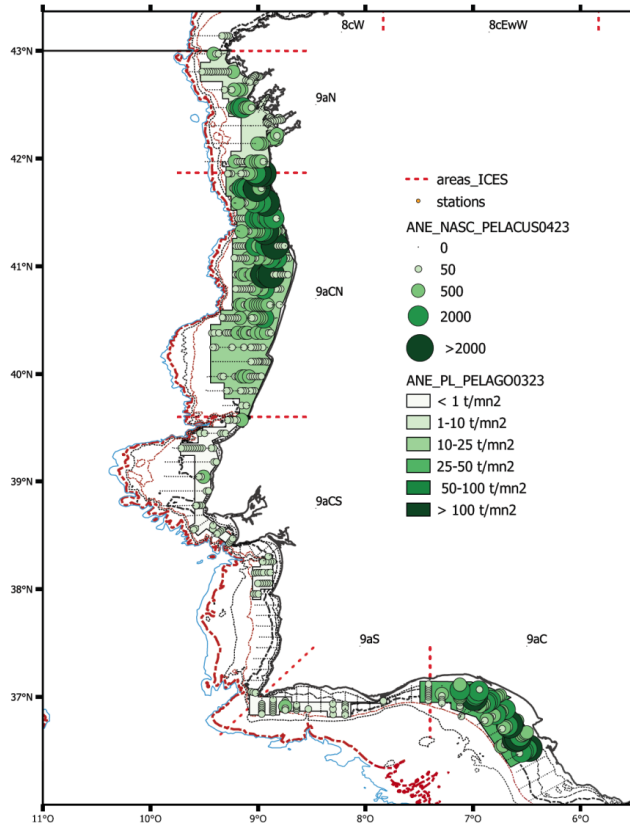 8cW
8cEwW
43°N
9aN
42°N
areas_ICES
stations
ANE_NASC_PELACUS0423
0
50
500
2000
>2000
41°N
9aCN
40°N
ANE_PL_PELAGO0323
< 1 t/mn2
1-10 t/mn2
10-25 t/mn2
25-50 t/mn2
50-100 t/mn2
> 100 t/mn2
39°N
9aCS
38°N
9aS
9aC
37°N
11°O
10°O
9°O
8°O
7°O
6°O